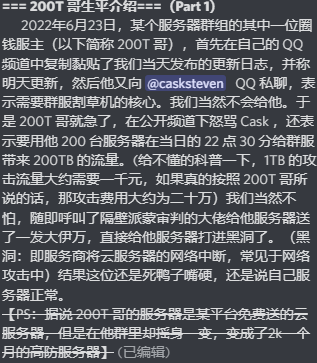 === 200T哥生平介绍===（Part 1）
2022年6月23日，某个服务器群组的其中一位圈
钱服主（以下简称 200T 哥），首先在自己的 QQ
频道中复制黏贴了我们当天发布的更新日志，并称
明天更新，然后他又向 @casksteven QQ 私聊，表
示需要群服割草机的核心。我们当然不会给他。于
是 200T 哥就急了，在公开频道下怒骂 Cask ，还表
示要用他 200 台服务器在当日的 22 点 30 分给群服
带来 200TB 的流量。（给不懂的科普一下，1TB 的攻
击流量大约需要一千元，如果真的按照 200T 哥所
说的话，那攻击费用大约为二十万）我们当然不
怕，随即呼叫了隔壁派蒙审判的大佬给他服务器送
了一发大伊万，直接给他服务器打进黑洞了。（黑
洞：即服务商将云服务器的网络中断，常见于网络
攻击中）结果这位还是死鸭子嘴硬，还是说自己服
务器正常。
【PS：据说 200T 哥的服务器是某平台免费送的云
服务器，但是在他群里却摇身一变，变成了2k一个
月的高防服务器】(已编辑)